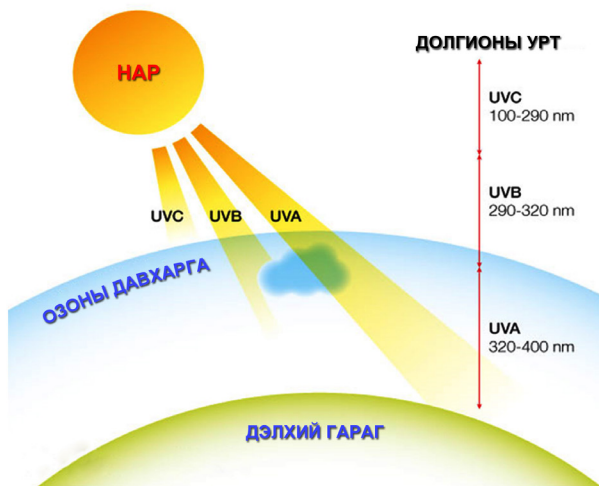 НАР
ДОЛГИОНЫ УРТ
UVC
100-290 nm
UVB
290-320 nm
UVA
320-400 nm
UVC
UVB
UVA
ОЗОНЫ ДАВХАРГА
ДЭЛХИЙ ГАРАГ